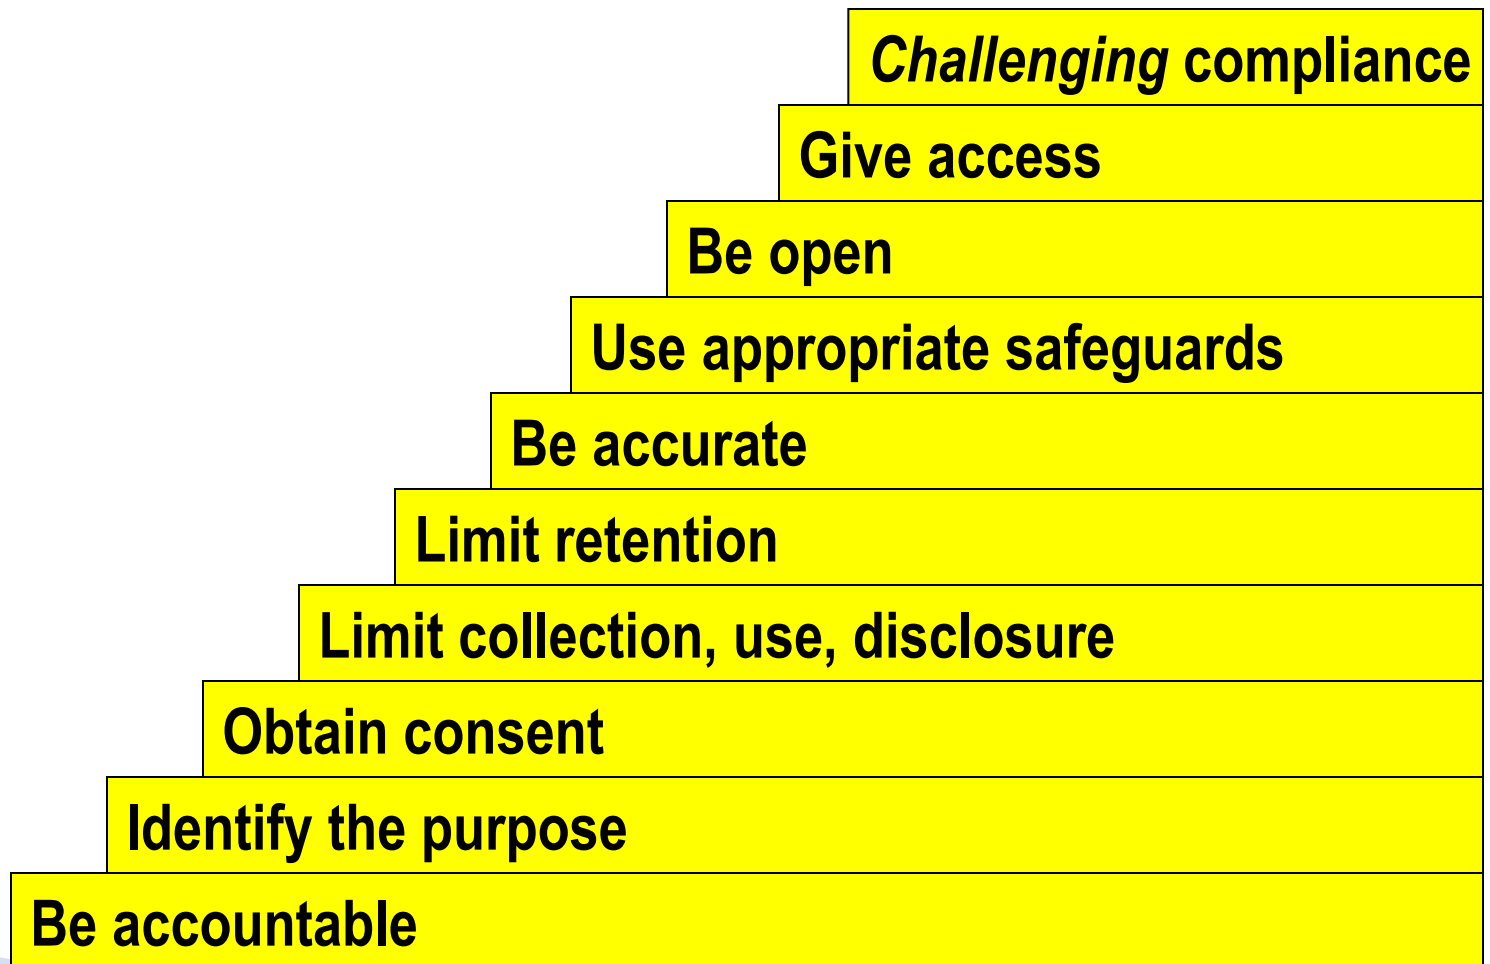 Challenging compliance
Give access
Be open
Use appropriate safeguards
Be accurate
Limit retention
Limit collection, use, disclosure
Obtain consent
Identify the purpose
Be accountable